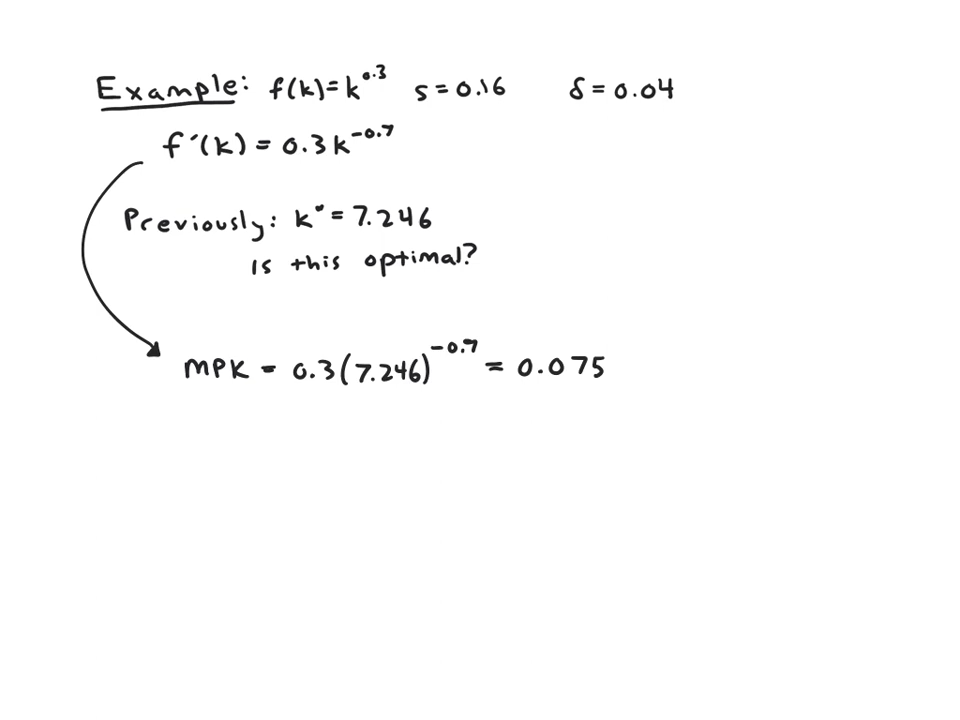 Example: f(k)=k^0.3 s=0.16 δ=0.04
f'(k) = 0.3k^-0.7
Previously: k* = 7.246
Is this optimal?
MPK = 0.3(7.246)^-0.7 = 0.075